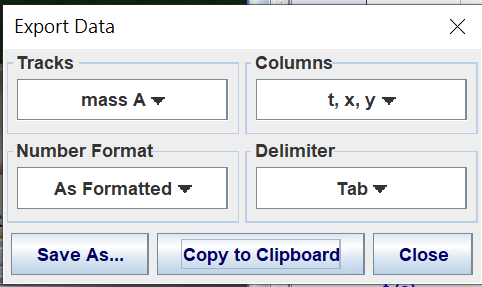 Export Data
Tracks
Columns
mass A
t, x, y
Number Format
Delimiter
As Formatted
Tab
Save As...
Copy to Clipboard
Close